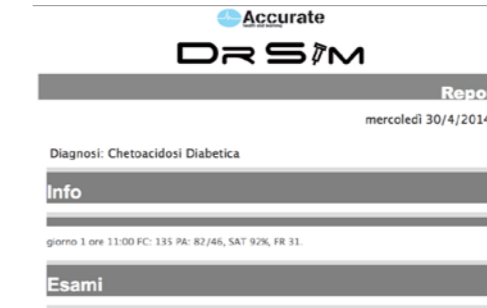 Accurate
DR SIM
Repo
mercoledì 30/4/2014
Diagnosi: Chetoacidosi Diabetica
Info
giorno 1 ore 11:00 FC: 135 PA: 82/46, SAT 92%, FR 31.
Esami